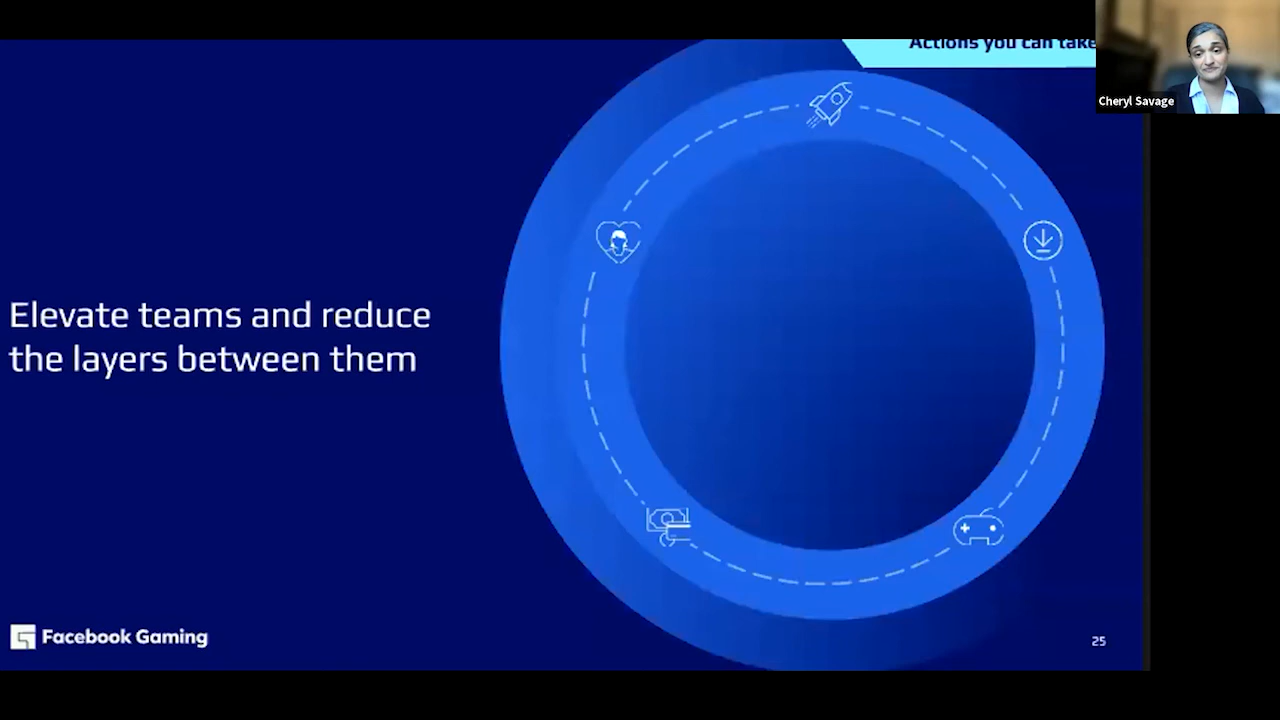 Actions you can take
Cheryl Savage
Elevate teams and reduce
the layers between them
Facebook Gaming
25